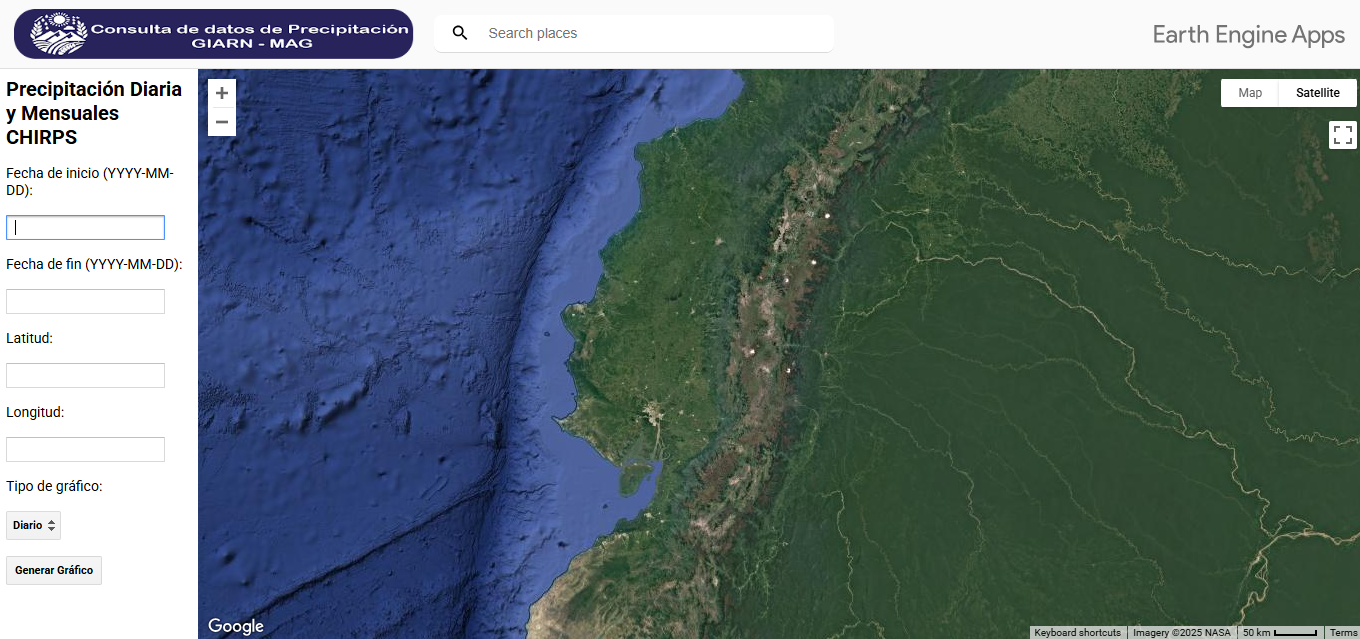 Consulta de datos de Precipitación
GIARN - MAG
Search places
Earth Engine Apps
Precipitación Diaria
y Mensuales
CHIRPS
Fecha de inicio (YYYY-MM-
DD):
Fecha de fin (YYYY-MM-DD):
Latitud:
Longitud:
Tipo de gráfico:
Diario
Generar Gráfico
+
−
Map
Satellite
Google
Keyboard shortcuts
Imagery ©2025 NASA
50 km
Terms